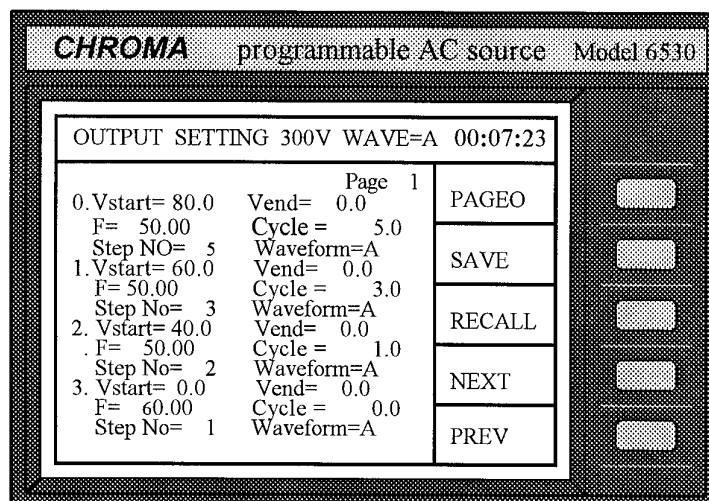 CHROMA programmable AC source Model 6530
OUTPUT SETTING 300V WAVE=A 00:07:23
Page 1
0.Vstart= 80.0 Vend= 0.0
F= 50.00 Cycle = 5.0
Step NO= 5 Waveform=A
1.Vstart= 60.0 Vend= 0.0
F= 50.00 Cycle = 3.0
Step No= 3 Waveform=A
2. Vstart= 40.0 Vend= 0.0
. F= 50.00 Cycle = 1.0
Step No= 2 Waveform=A
3. Vstart= 0.0 Vend= 0.0
F= 60.00 Cycle = 0.0
Step No= 1 Waveform=A
PAGEO
SAVE
RECALL
NEXT
PREV